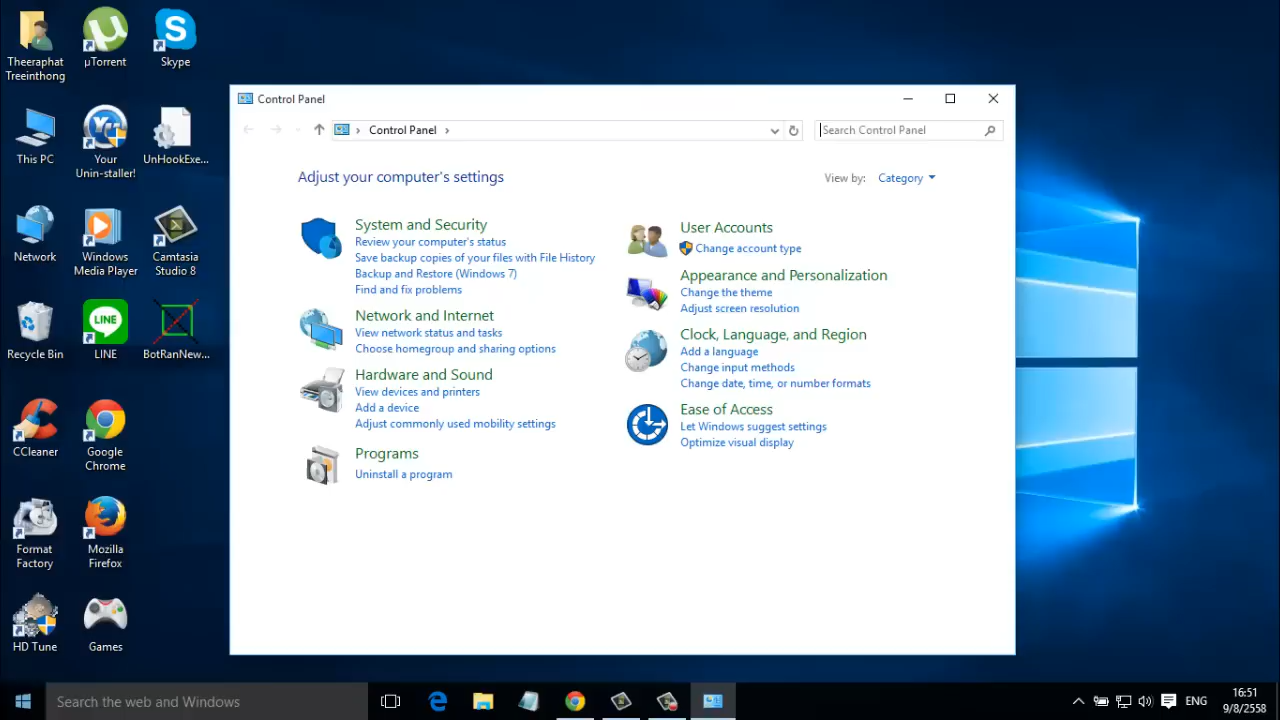 Theeraphat
Treeinthong
µTorrent
Skype
This PC
Your
Unin-staller!
UnHookExe...
Network
Windows
Media Player
Camtasia
Studio 8
Recycle Bin
LINE
LINE
BotRanNew...
CCleaner
Google
Chrome
Format
Factory
Mozilla
Firefox
HD Tune
Games
Control Panel
Control Panel
Search Control Panel
Adjust your computer's settings
View by: Category
System and Security
Review your computer's status
Save backup copies of your files with File History
Backup and Restore (Windows 7)
Find and fix problems
Network and Internet
View network status and tasks
Choose homegroup and sharing options
Hardware and Sound
View devices and printers
Add a device
Adjust commonly used mobility settings
Programs
Uninstall a program
User Accounts
Change account type
Appearance and Personalization
Change the theme
Adjust screen resolution
Clock, Language, and Region
Add a language
Change input methods
Change date, time, or number formats
Ease of Access
Let Windows suggest settings
Optimize visual display
Search the web and Windows
ENG
16:51
9/8/2558